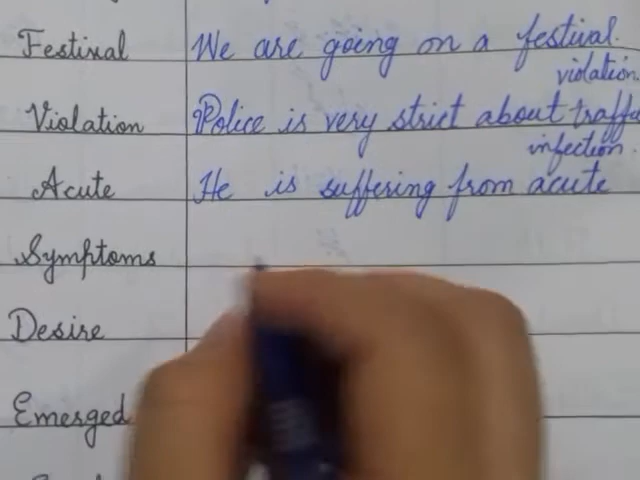 Festival We are going on a festival.
violation.
Violation Police is very strict about traffic
infection.
Acute He is suffering from acute
Symptoms
Desire
Emerged